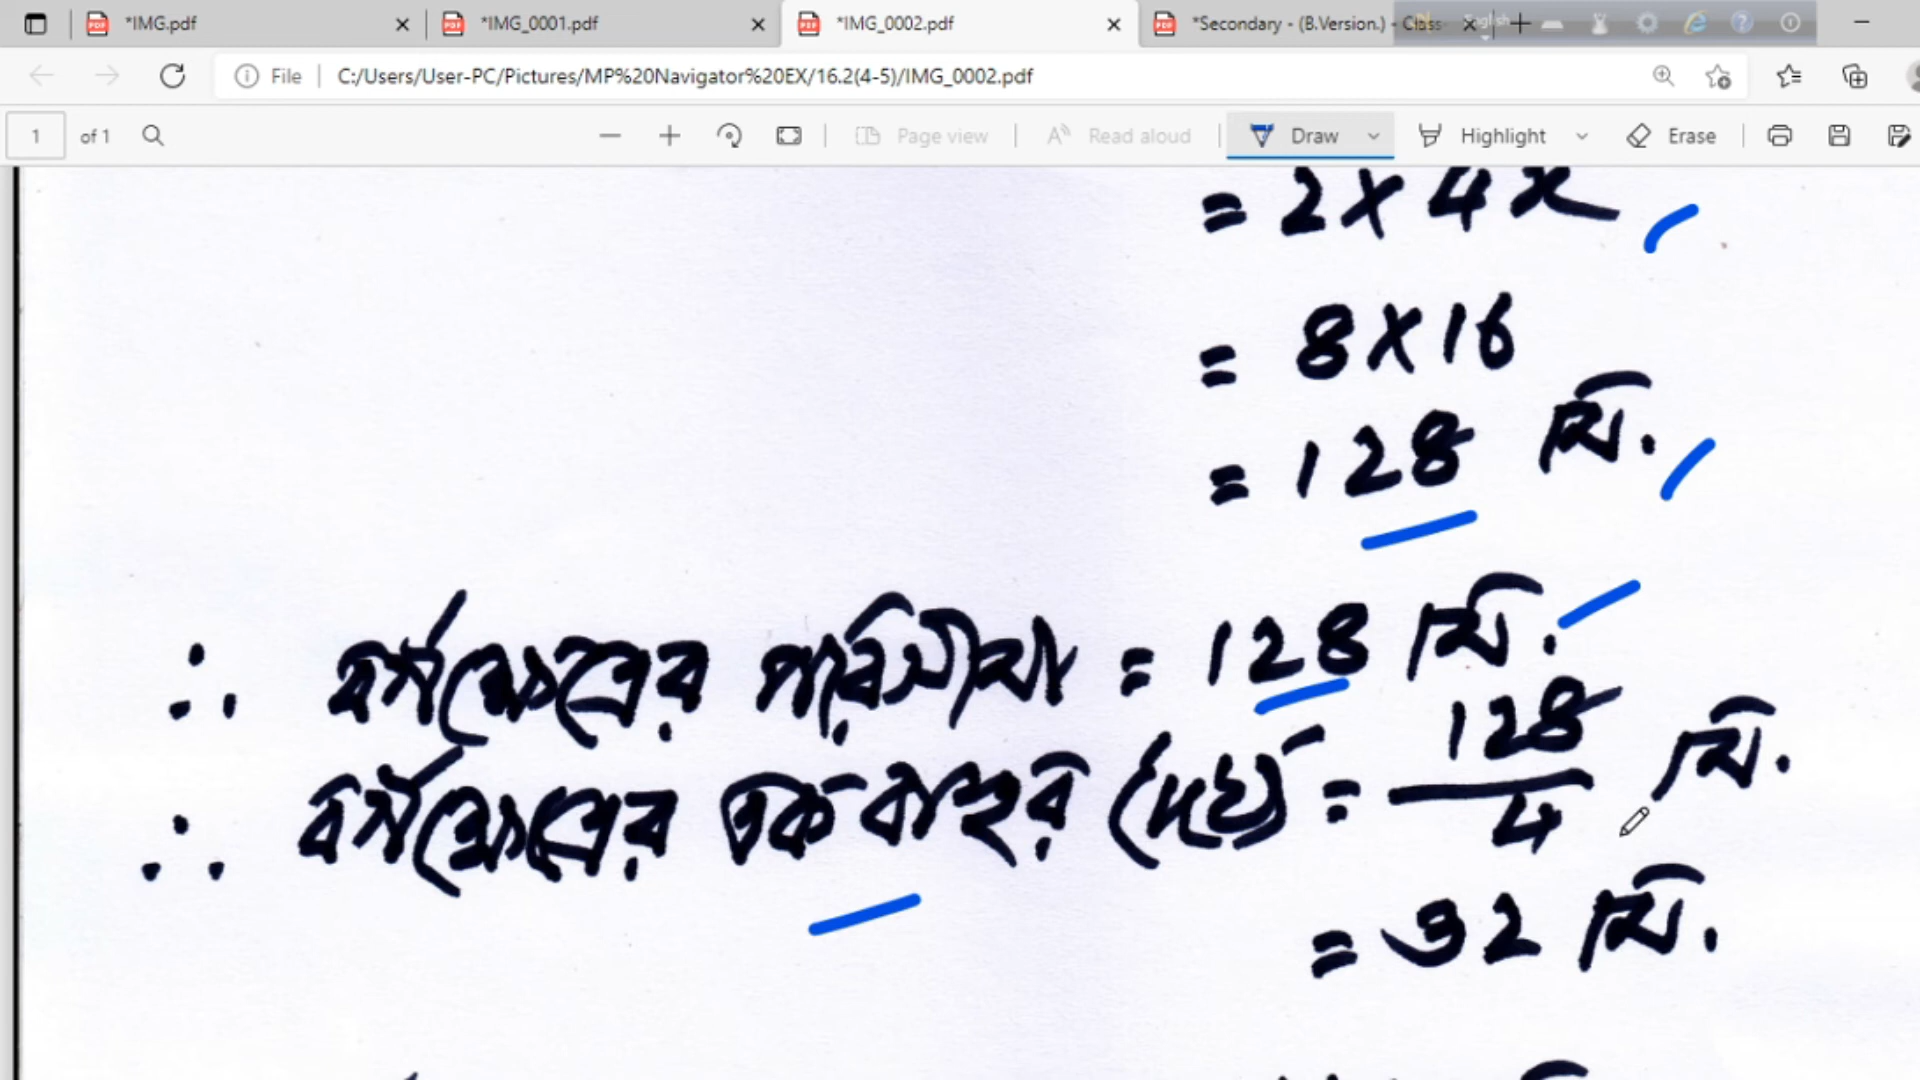 *IMG.pdf
*IMG_0001.pdf
*IMG_0002.pdf
*Secondary - (B.Version.) - Class-
English
File
C:/Users/User-PC/Pictures/MP%20Navigator%20EX/16.2(4-5)/IMG_0002.pdf
1 of 1
Page view
Read aloud
Draw
Highlight
Erase
= 2 X 4x
= 8 X 16
= 128 মি.
∴ বর্গক্ষেত্রের পরিসীমা = 128 মি.
∴ বর্গক্ষেত্রের এক বাহুর দৈর্ঘ্য = 128/4 মি.
= 32 মি.